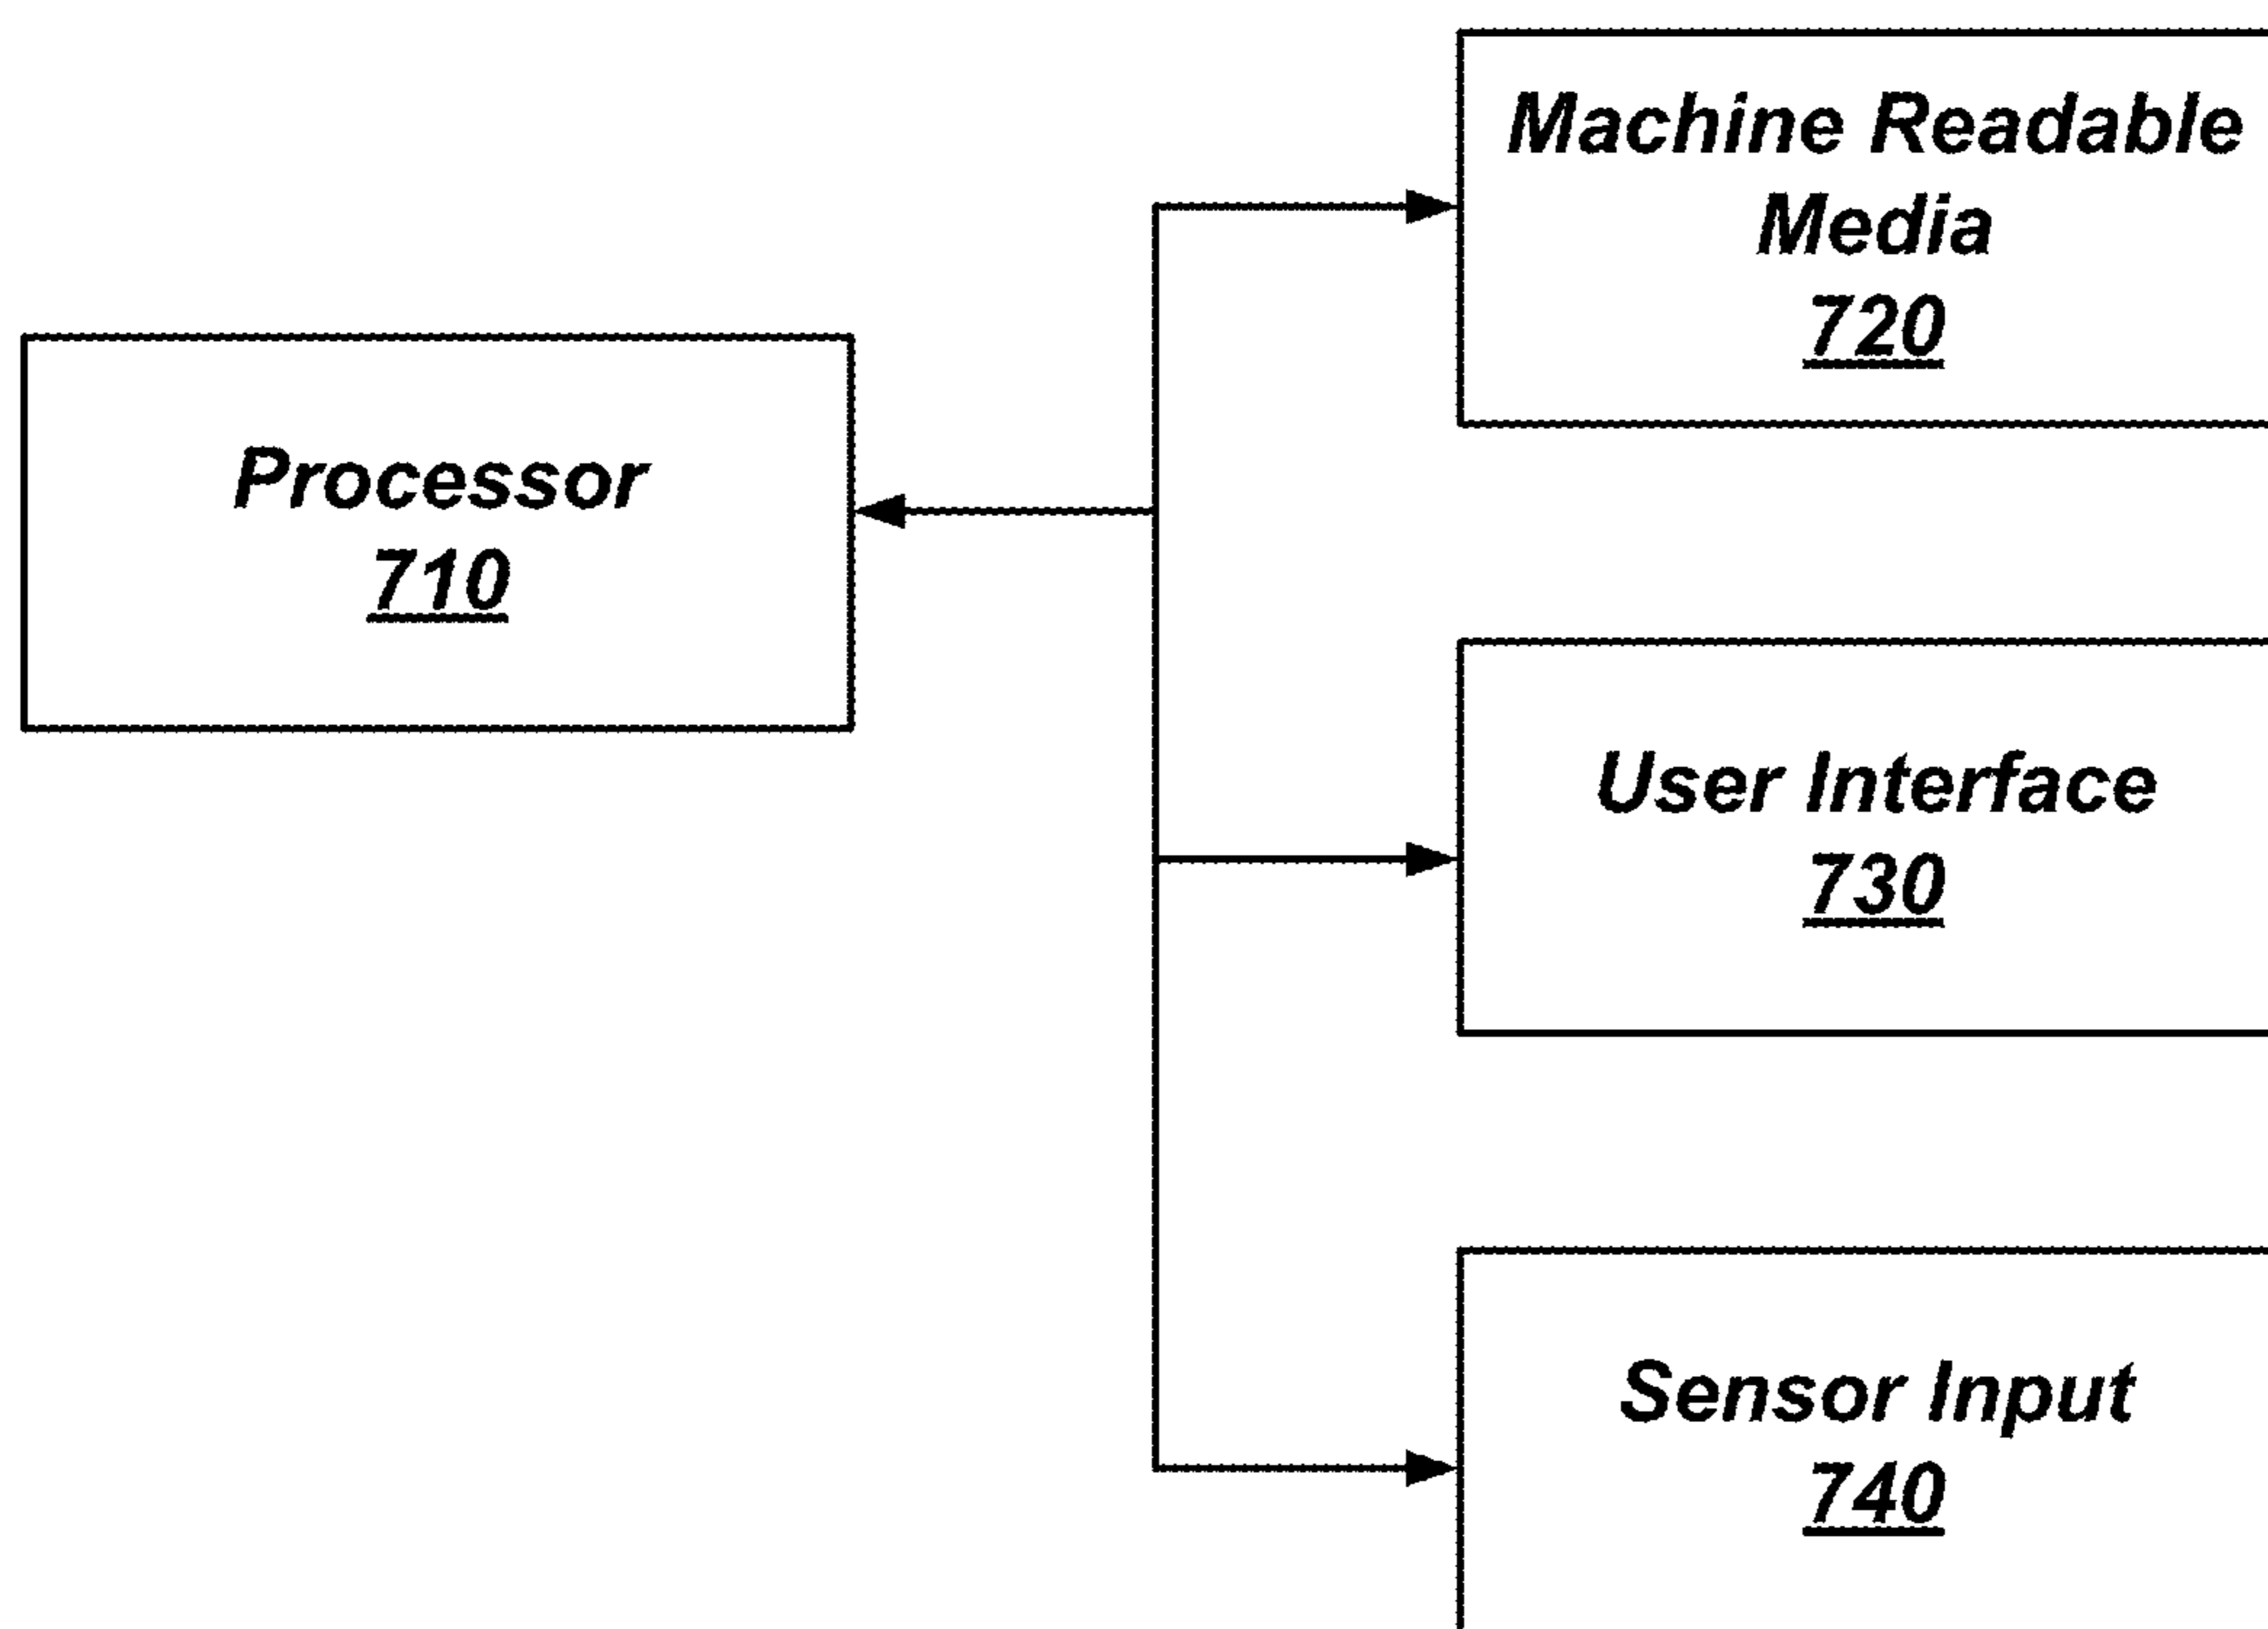 Machine Readable
Media
720
Processor
710
User Interface
730
Sensor Input
740